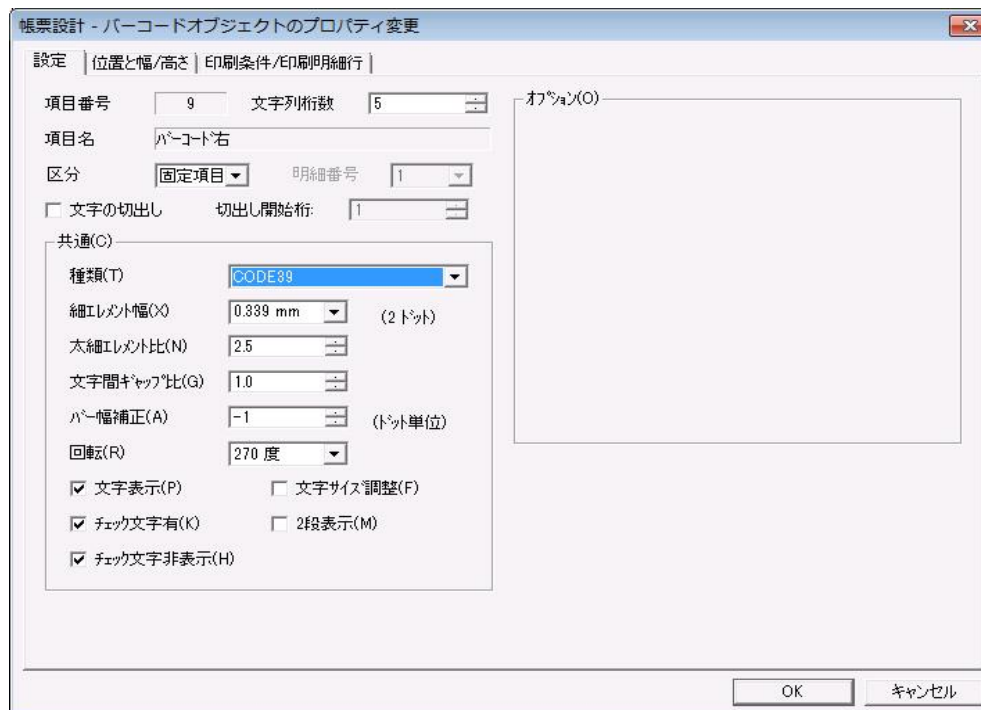 帳票設計 - バーコードオブジェクトのプロパティ変更
設定 位置と幅/高さ 印刷条件/印刷明細行
項目番号 9 文字列桁数 5
オプション(O)
項目名 バーコード右
区分 固定項目 明細番号 1
文字の切出し 切出し開始桁: 1
共通(C)
種類(T) CODE39
細エレメント幅(X) 0.339 mm (2 ドット)
太細エレメント比(N) 2.5
文字間ギャップ比(G) 1.0
バー幅補正(A) -1 (ドット単位)
回転(R) 270 度
文字表示(P) 文字サイズ調整(F)
チェック文字有(K) 2段表示(M)
チェック文字非表示(H)
OK キャンセル